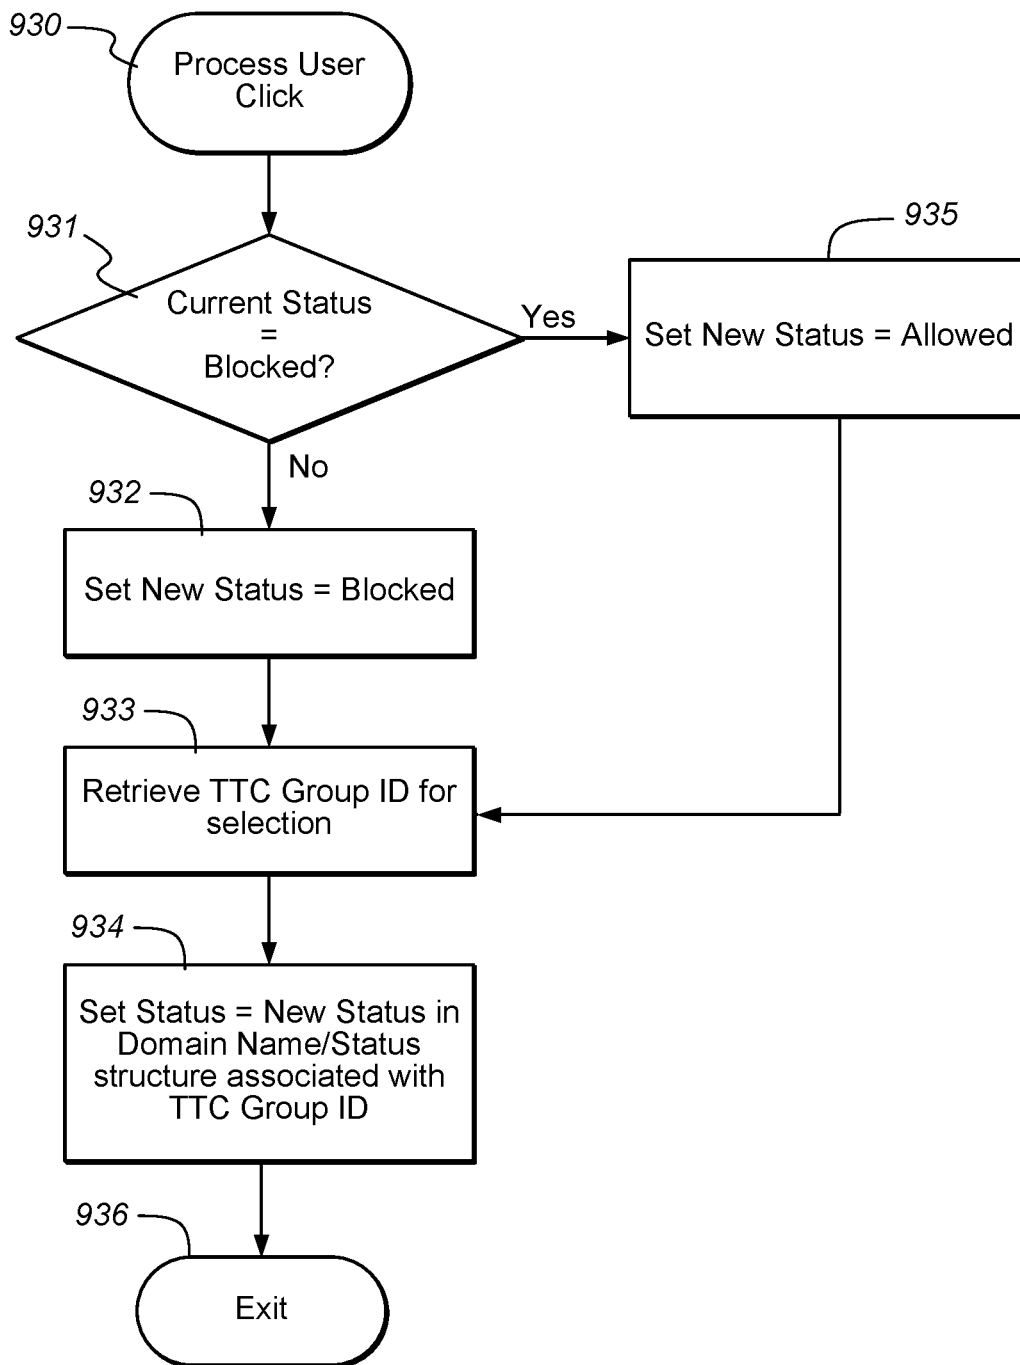 930
Process User
Click
931
Current Status
=
Blocked?
Yes
935
Set New Status = Allowed
No
932
Set New Status = Blocked
933
Retrieve TTC Group ID for
selection
934
Set Status = New Status in
Domain Name/Status
structure associated with
TTC Group ID
936
Exit